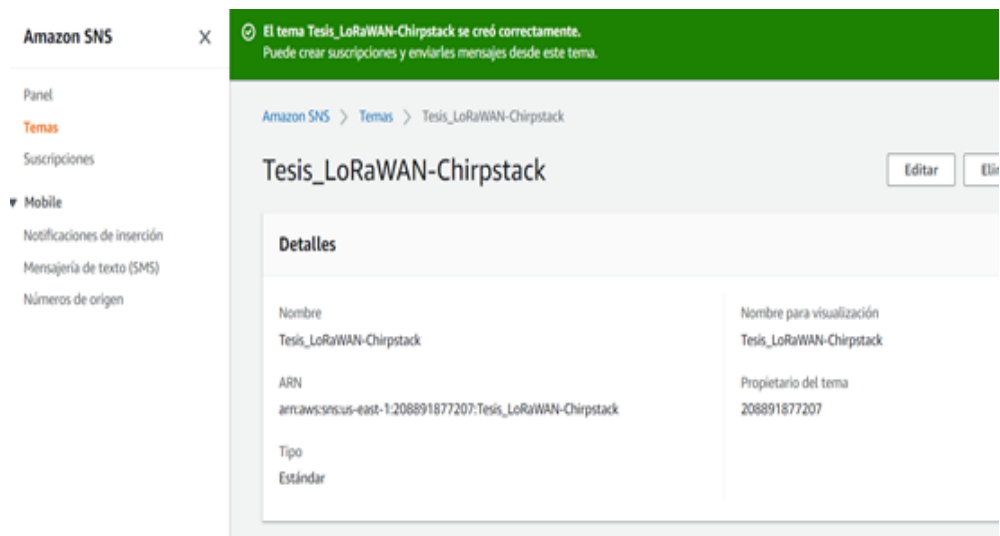 Amazon SNS
Panel
Temas
Suscripciones
Mobile
Notificaciones de inserción
Mensajería de texto (SMS)
Números de origen
El tema Tesis_LoRaWAN-Chirpstack se creó correctamente.
Puede crear suscripciones y enviarles mensajes desde este tema.
Amazon SNS > Temas > Tesis_LoRaWAN-Chirpstack
Tesis_LoRaWAN-Chirpstack
Editar
Detalles
Nombre
Tesis_LoRaWAN-Chirpstack
ARN
arn:aws:sns:us-east-1:208891877207:Tesis_LoRaWAN-Chirpstack
Tipo
Estándar
Nombre para visualización
Tesis_LoRaWAN-Chirpstack
Propietario del tema
208891877207